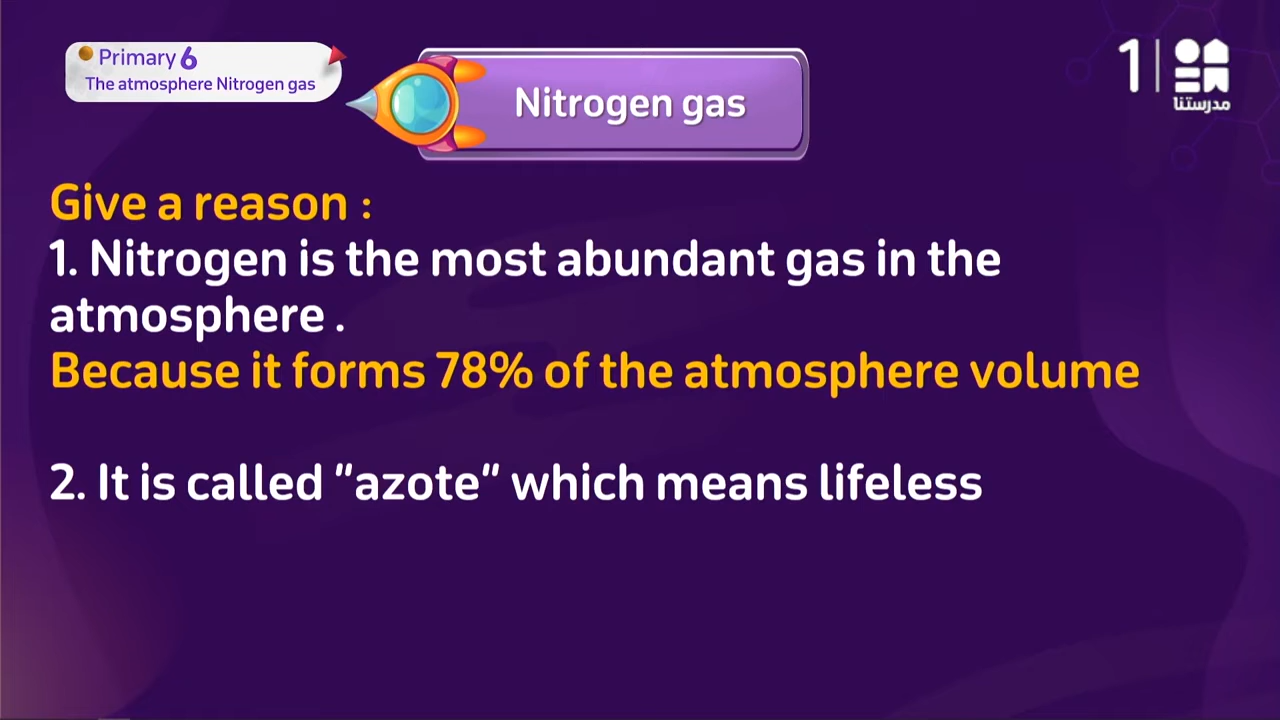 Primary 6
The atmosphere Nitrogen gas
Nitrogen gas
1
مدرستنا
Give a reason :
1. Nitrogen is the most abundant gas in the
atmosphere .
Because it forms 78% of the atmosphere volume
2. It is called "azote" which means lifeless